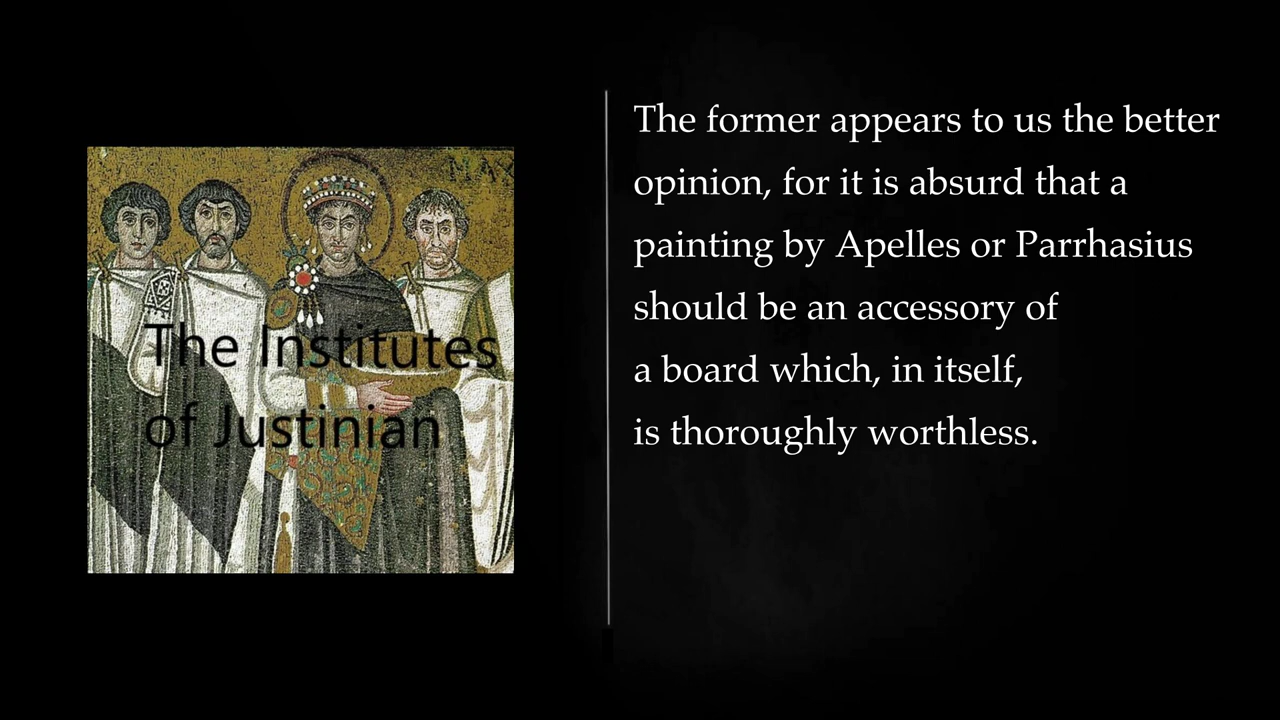 MAX
The Institutes
of Justinian
The former appears to us the better
opinion, for it is absurd that a
painting by Apelles or Parrhasius
should be an accessory of
a board which, in itself,
is thoroughly worthless.